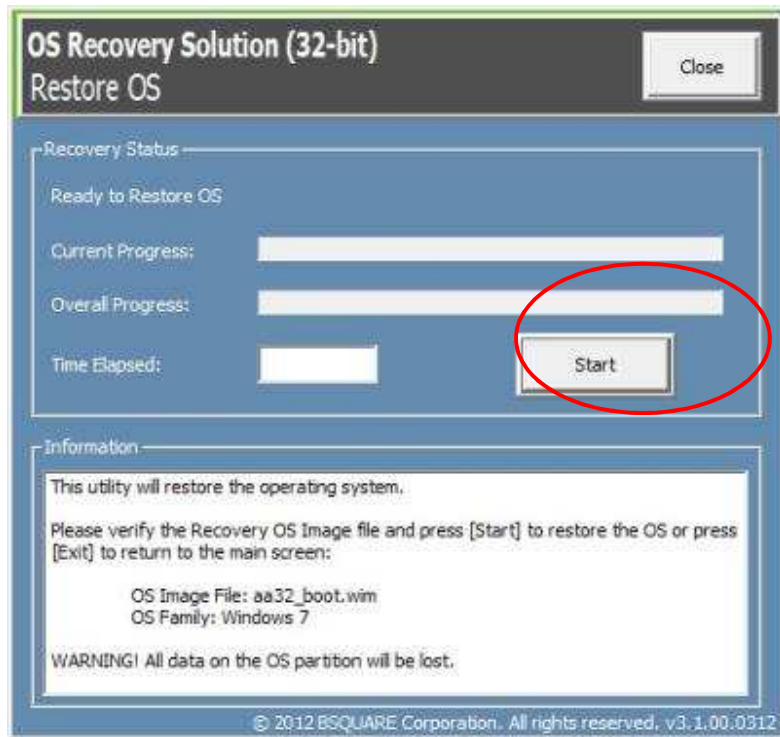 OS Recovery Solution (32-bit)
Restore OS
Close
Recovery Status
Ready to Restore OS
Current Progress:
Overall Progress:
Time Elapsed:
Start
Information
This utility will restore the operating system.
Please verify the Recovery OS Image file and press [Start] to restore the OS or press
[Exit] to return to the main screen:
OS Image File: aa32_boot.wim
OS Family: Windows 7
WARNING! All data on the OS partition will be lost.
© 2012 BSQUARE Corporation. All rights reserved. v3.1.00.0312